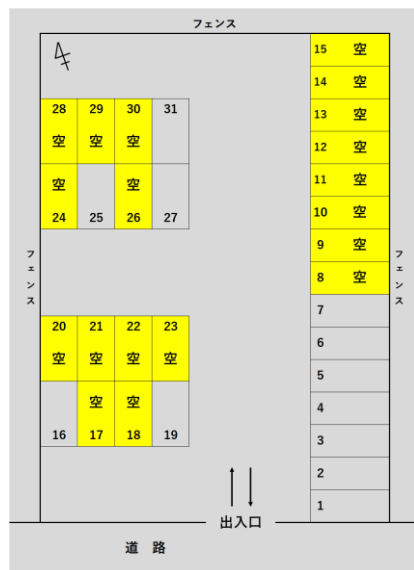 フェンス
15 空
14 空
13 空
12 空
11 空
10 空
9 空
8 空
7
6
5
4
3
2
1
28 29 30 31
空 空 空
空 空
24 25 26 27
フェンス
フェンス
20 21 22 23
空 空 空 空
空 空
16 17 18 19
出入口
道 路